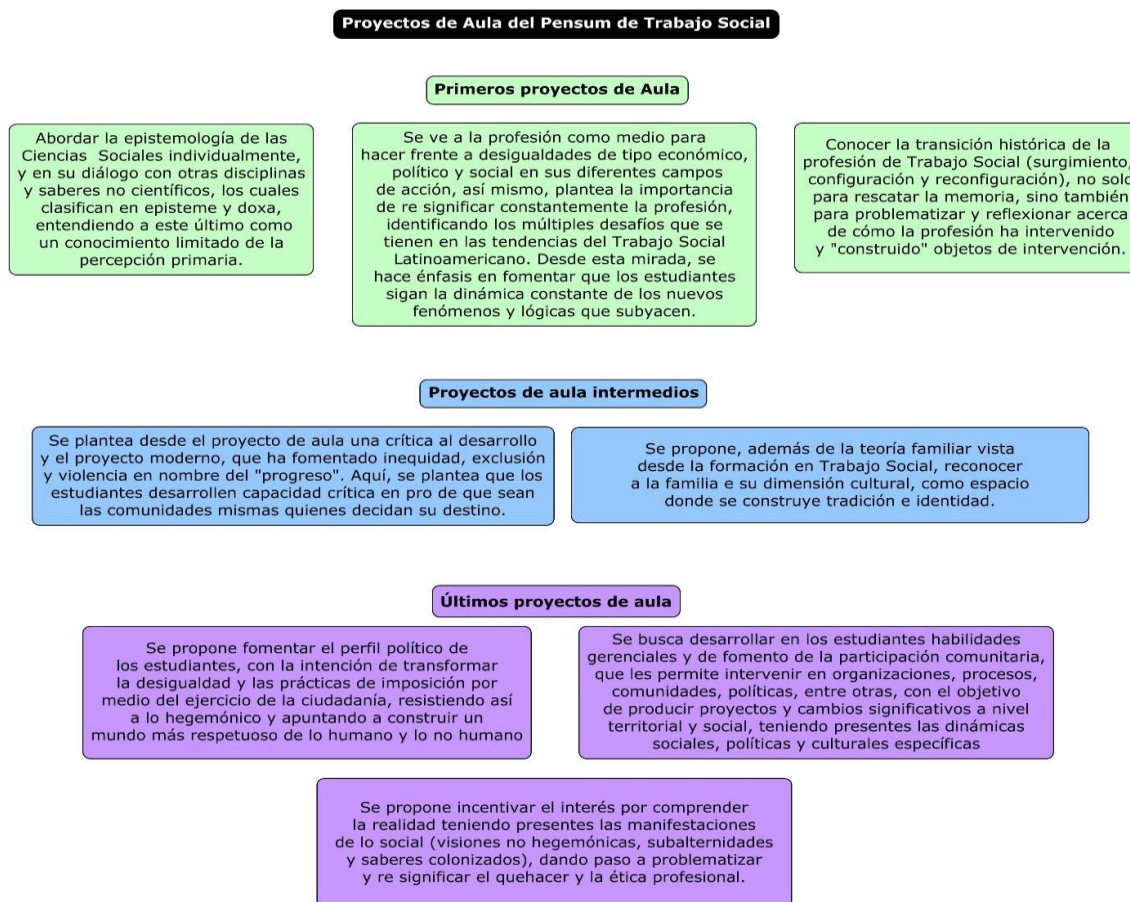 Proyectos de Aula del Pensum de Trabajo Social
Primeros proyectos de Aula
Abordar la epistemología de las
Ciencias Sociales individualmente,
y en su diálogo con otras disciplinas
y saberes no científicos, los cuales
clasifican en episteme y doxa,
entendiendo a este último como
un conocimiento limitado de la
percepción primaria.
Se ve a la profesión como medio para
hacer frente a desigualdades de tipo económico,
político y social en sus diferentes campos
de acción, así mismo, plantea la importancia
de re significar constantemente la profesión,
identificando los múltiples desafíos que se
tienen en las tendencias del Trabajo Social
Latinoamericano. Desde esta mirada, se
hace énfasis en fomentar que los estudiantes
sigan la dinámica constante de los nuevos
fenómenos y lógicas que subyacen.
Conocer la transición histórica de la
profesión de Trabajo Social (surgimiento,
configuración y reconfiguración), no solo
para rescatar la memoria, sino también
para problematizar y reflexionar acerca
de cómo la profesión ha intervenido
y "construido" objetos de intervención.
Proyectos de aula intermedios
Se plantea desde el proyecto de aula una crítica al desarrollo
y el proyecto moderno, que ha fomentado inequidad, exclusión
y violencia en nombre del "progreso". Aquí, se plantea que los
estudiantes desarrollen capacidad crítica en pro de que sean
las comunidades mismas quienes decidan su destino.
Se propone, además de la teoría familiar vista
desde la formación en Trabajo Social, reconocer
a la familia e su dimensión cultural, como espacio
donde se construye tradición e identidad.
Últimos proyectos de aula
Se propone fomentar el perfil político de
los estudiantes, con la intención de transformar
la desigualdad y las prácticas de imposición por
medio del ejercicio de la ciudadanía, resistiendo así
a lo hegemónico y apuntando a construir un
mundo más respetuoso de lo humano y lo no humano
Se busca desarrollar en los estudiantes habilidades
gerenciales y de fomento de la participación comunitaria,
que les permite intervenir en organizaciones, procesos,
comunidades, políticas, entre otras, con el objetivo
de producir proyectos y cambios significativos a nivel
territorial y social, teniendo presentes las dinámicas
sociales, políticas y culturales específicas
Se propone incentivar el interés por comprender
la realidad teniendo presentes las manifestaciones
de lo social (visiones no hegemónicas, subalternidades
y saberes colonizados), dando paso a problematizar
y re significar el quehacer y la ética profesional.